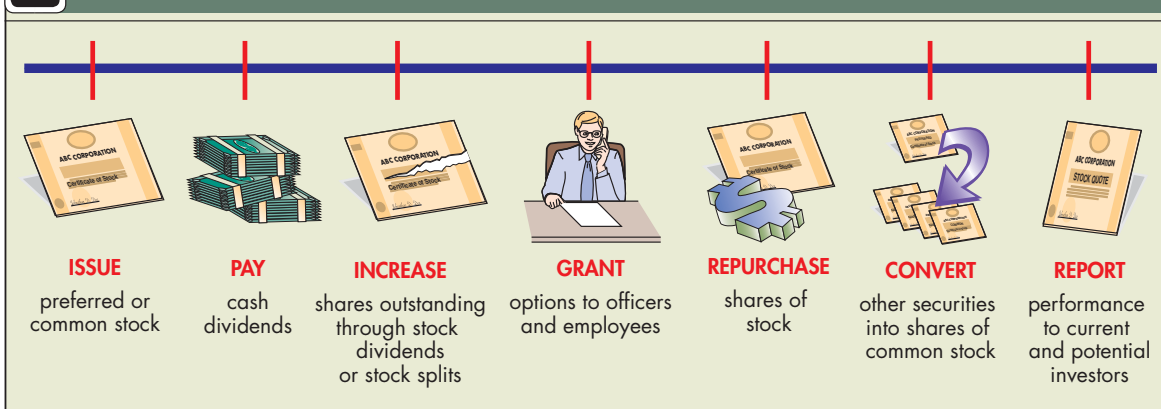 ABC CORPORATION
Certificate of Stock
ABC CORPORATION
Certificate of Stock
ABC CORPORATION
Certificate of Stock
ABC CORPORATION
ABC CORPORATION
STOCK QUOTE
ISSUE
preferred or
common stock
PAY
cash
dividends
INCREASE
shares outstanding
through stock
dividends
or stock splits
GRANT
options to officers
and employees
REPURCHASE
shares of
stock
CONVERT
other securities
into shares of
common stock
REPORT
performance
to current
and potential
investors